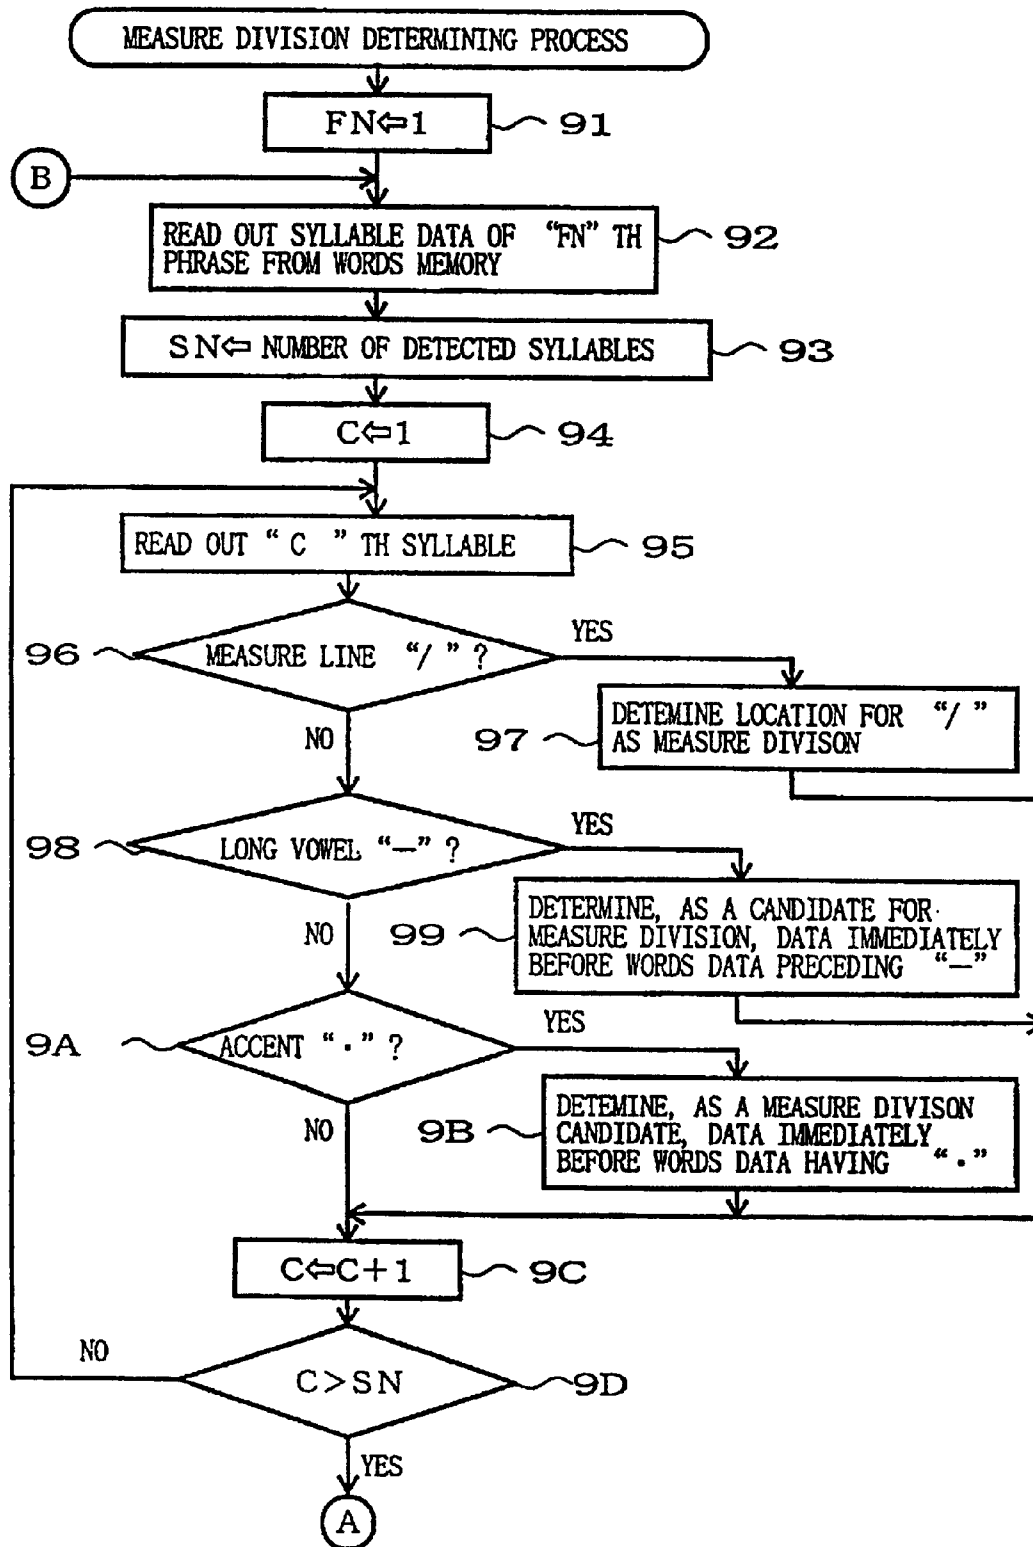 MEASURE DIVISION DETERMINING PROCESS
FN⇦1
91
B
READ OUT SYLLABLE DATA OF "FN" TH
PHRASE FROM WORDS MEMORY
92
SN⇦ NUMBER OF DETECTED SYLLABLES
93
C⇦1
94
READ OUT " C " TH SYLLABLE
95
96
MEASURE LINE "/ " ?
YES
NO
97
DETEMINE LOCATION FOR "/ "
AS MEASURE DIVISON
98
LONG VOWEL "—" ?
YES
NO
99
DETERMINE, AS A CANDIDATE FOR
MEASURE DIVISION, DATA IMMEDIATELY
BEFORE WORDS DATA PRECEDING "—"
9A
ACCENT "・" ?
YES
NO
9B
DETEMINE, AS A MEASURE DIVISON
CANDIDATE, DATA IMMEDIATELY
BEFORE WORDS DATA HAVING "・"
C⇦C+1
9C
NO
C>SN
9D
YES
A